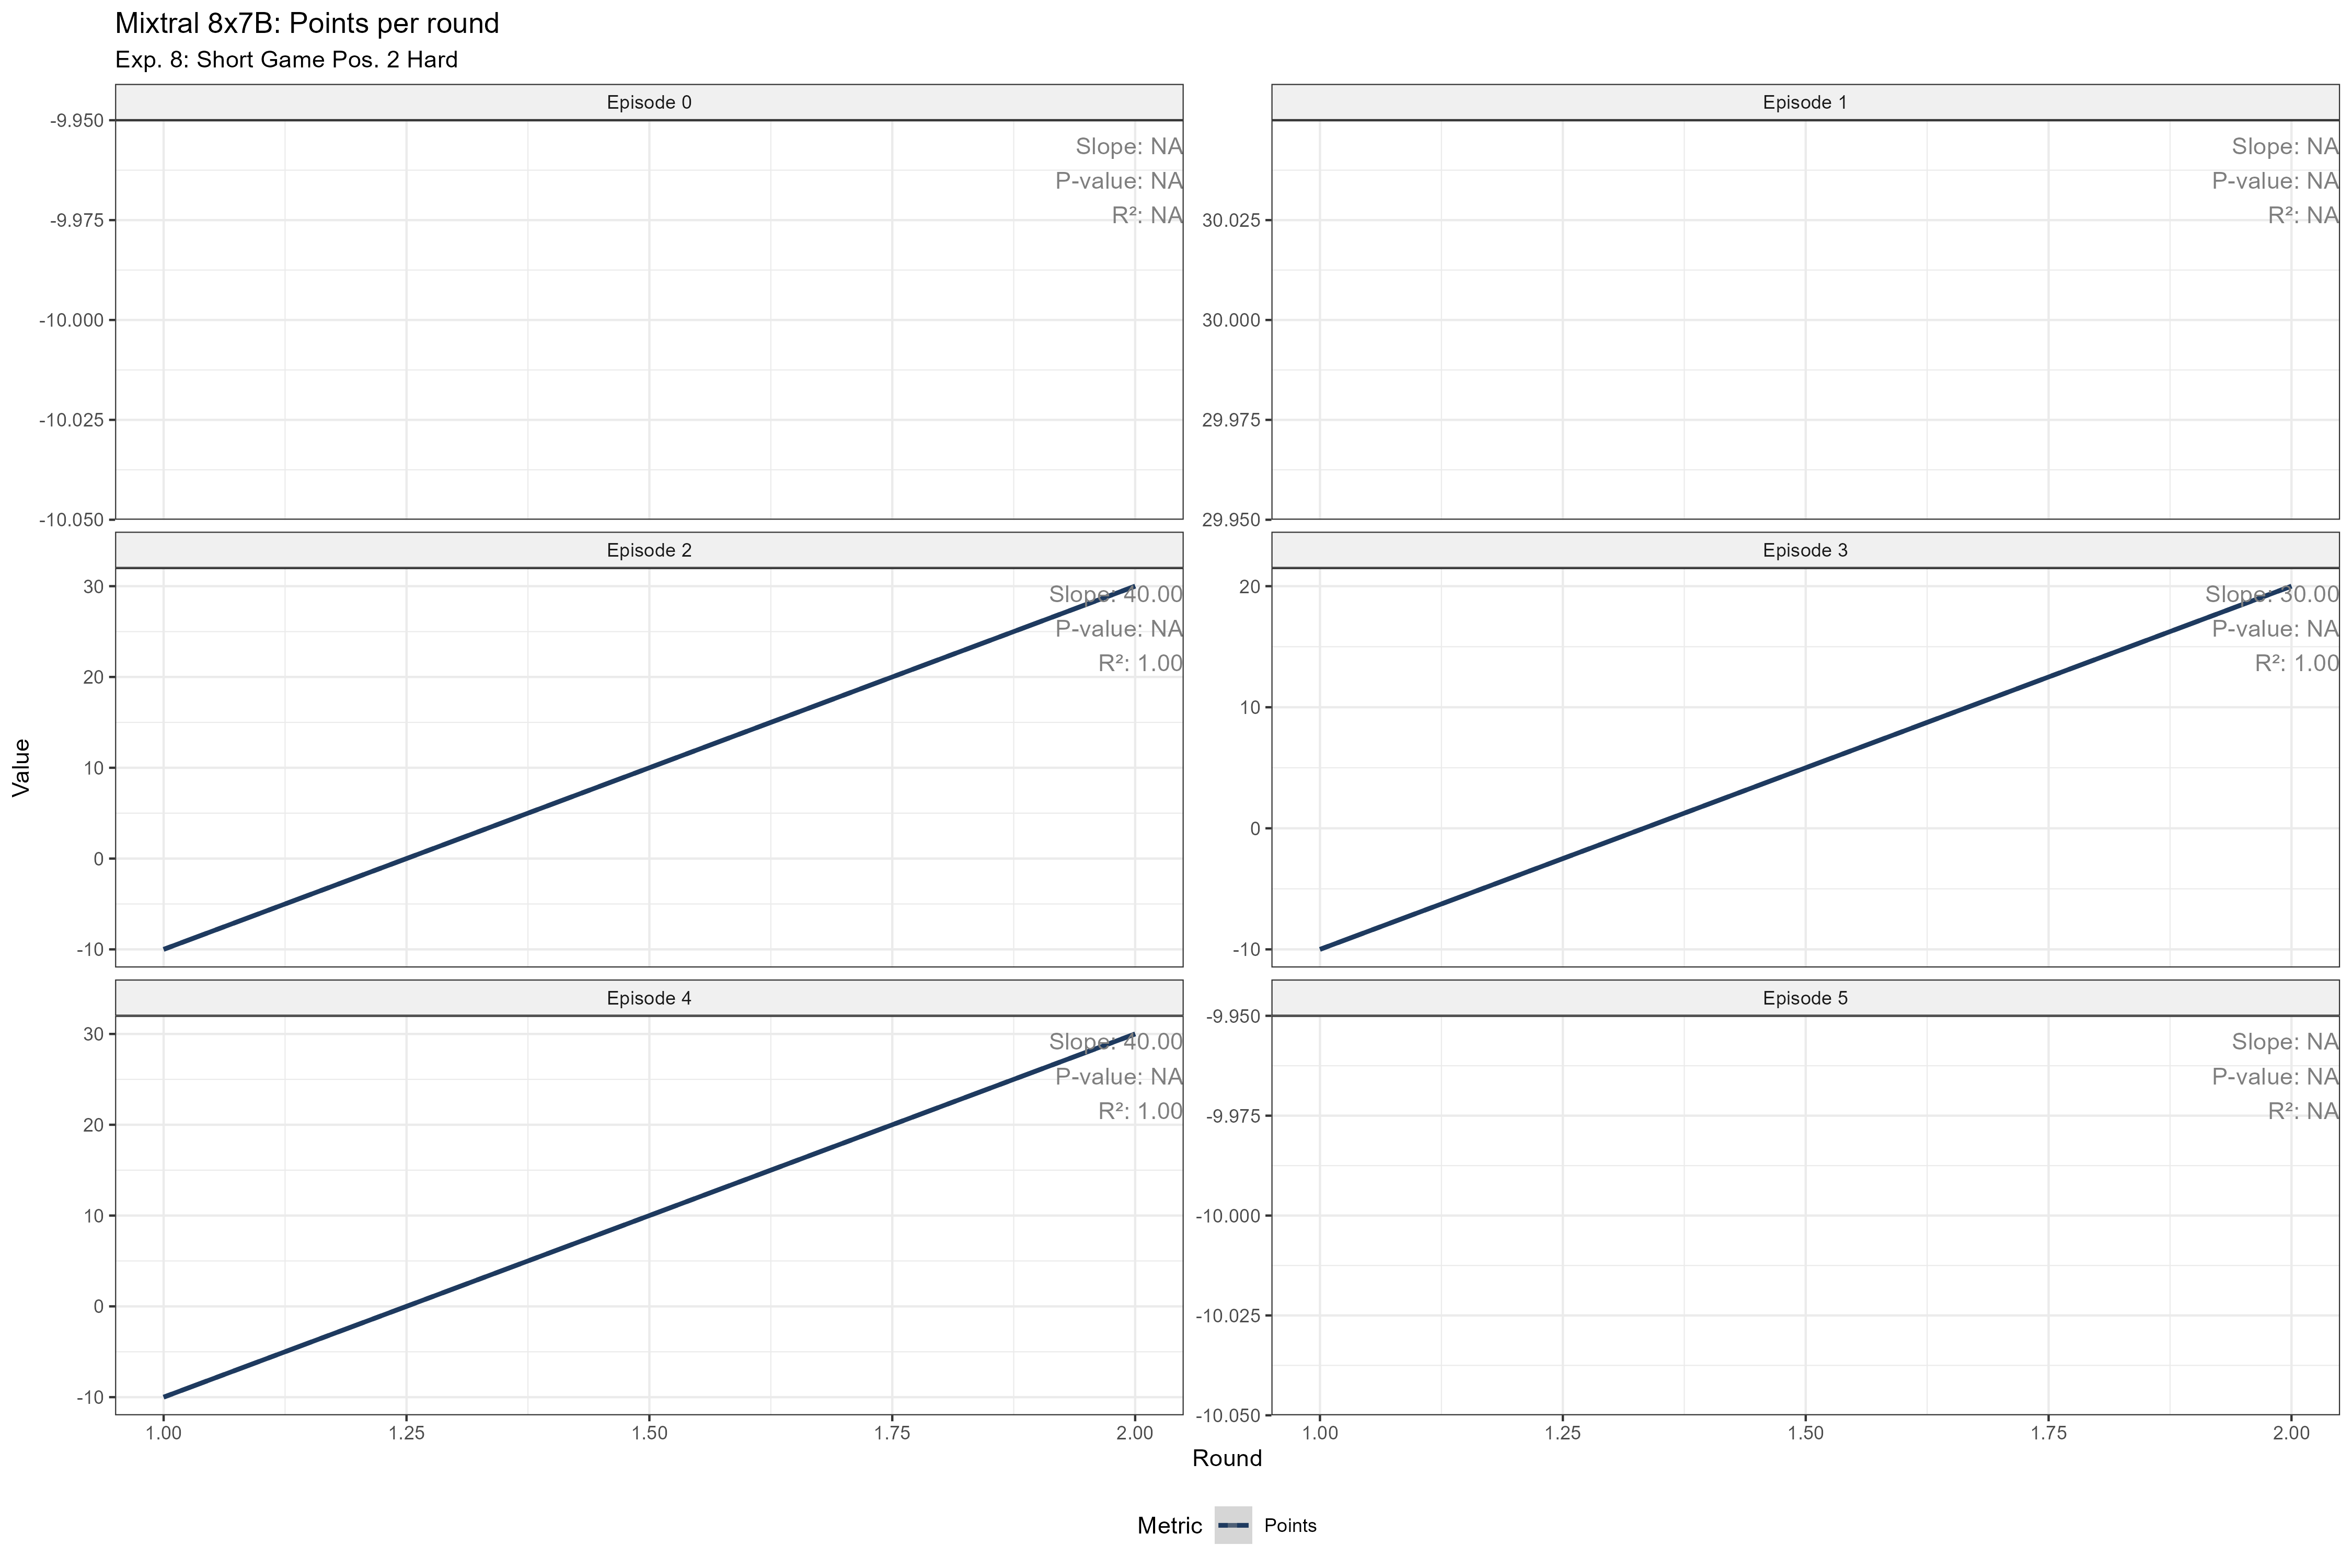 Mixtral 8x7B: Points per round
Exp. 8: Short Game Pos. 2 Hard
Episode 0
-9.950
-9.975
-10.000
-10.025
-10.050
Slope: NA
P-value: NA
R²: NA
Episode 1
30.025
30.000
29.975
29.950
Slope: NA
P-value: NA
R²: NA
Episode 2
30
20
10
0
-10
Slope: 40.00
P-value: NA
R²: 1.00
Episode 3
20
10
0
-10
Slope: 30.00
P-value: NA
R²: 1.00
Episode 4
30
20
10
0
-10
Slope: 40.00
P-value: NA
R²: 1.00
Episode 5
-9.950
-9.975
-10.000
-10.025
-10.050
Slope: NA
P-value: NA
R²: NA
1.00 1.25 1.50 1.75 2.00
1.00 1.25 1.50 1.75 2.00
Value
Round
Metric Points